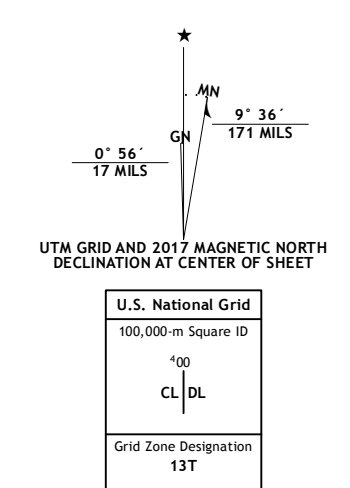 ★
MN
9° 36´
171 MILS
GN
0° 56´
17 MILS
UTM GRID AND 2017 MAGNETIC NORTH
DECLINATION AT CENTER OF SHEET
U.S. National Grid
100,000-m Square ID
⁴00
CL DL
Grid Zone Designation
13T